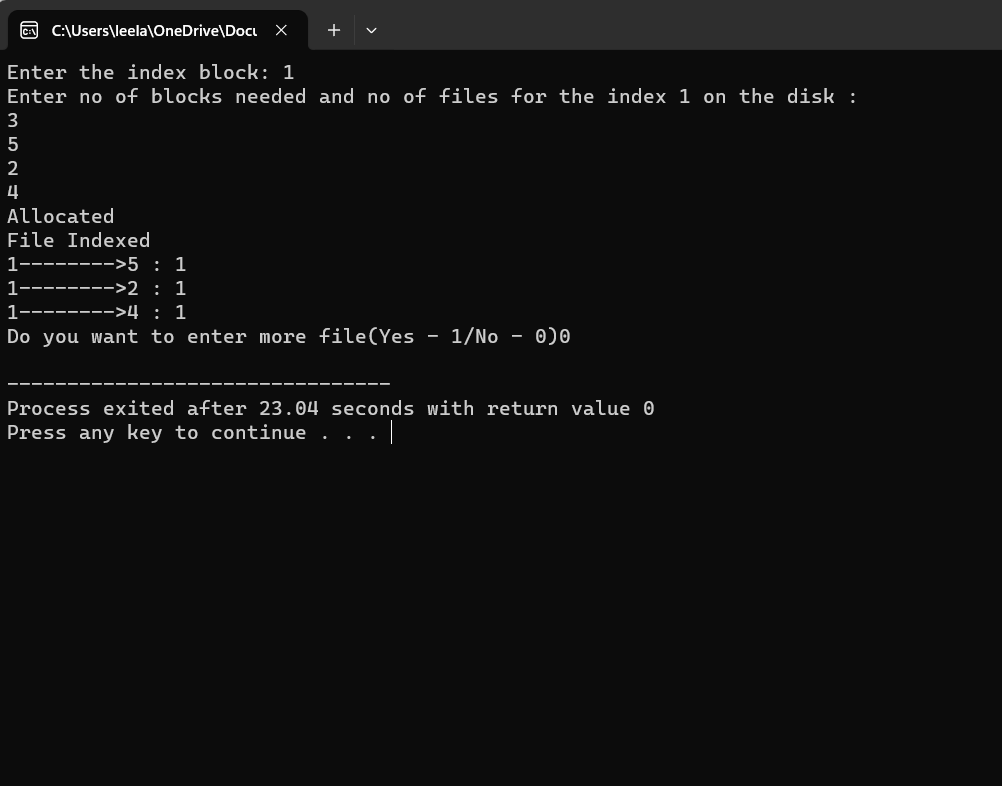 C:\Users\leela\OneDrive\Docu
Enter the index block: 1
Enter no of blocks needed and no of files for the index 1 on the disk :
3
5
2
4
Allocated
File Indexed
1-------->5 : 1
1-------->2 : 1
1-------->4 : 1
Do you want to enter more file(Yes - 1/No - 0)0
--------------------------------
Process exited after 23.04 seconds with return value 0
Press any key to continue . . .